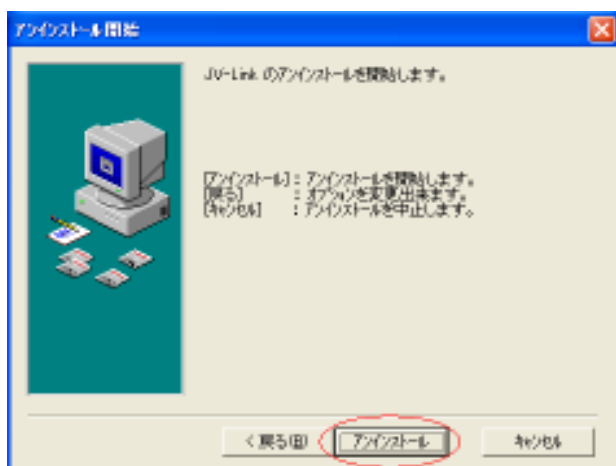 アンインストール開始
JV-Link のアンインストールを開始します。
[アンインストール] : アンインストールを開始します。
[戻る] : オプションを変更出来ます。
[キャンセル] : アンインストールを中止します。
< 戻る(B)
アンインストール
キャンセル